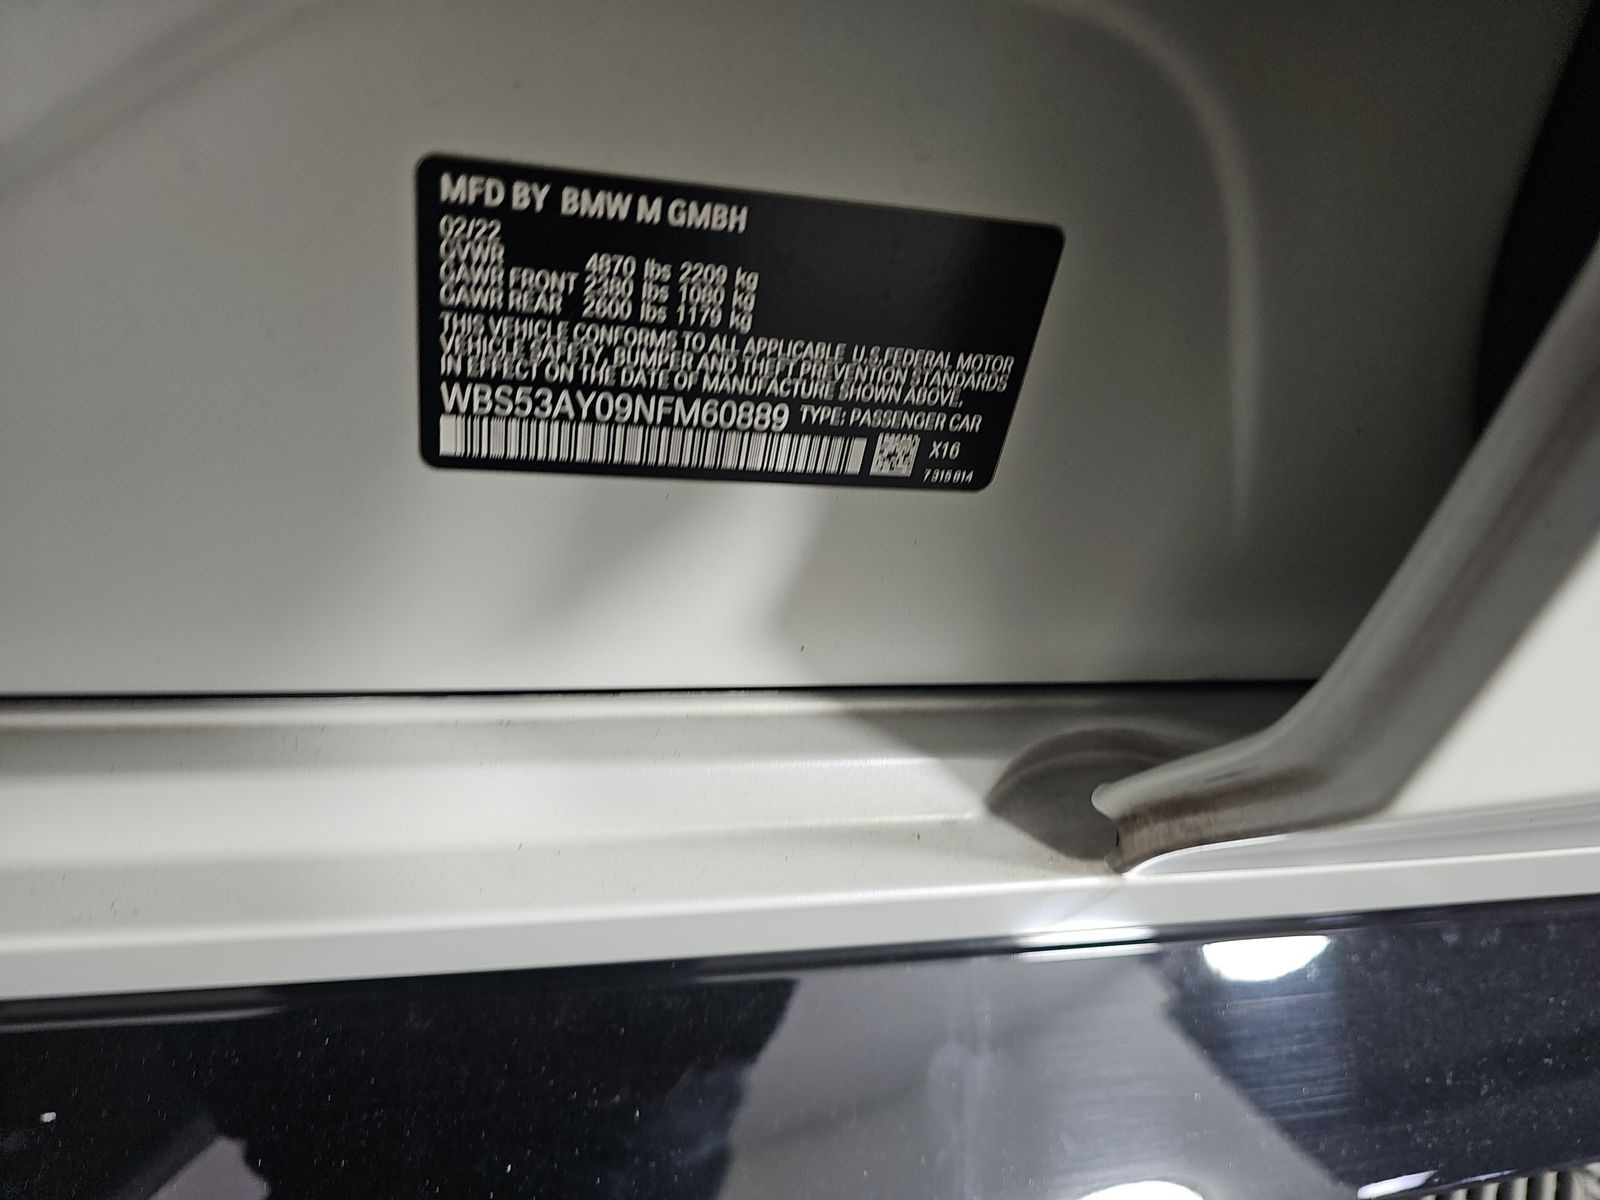 MFD BY BMW M GMBH
02/22
GVWR 4870 lbs 2209 kg
GAWR FRONT 2380 lbs 1080 kg
GAWR REAR 2600 lbs 1179 kg
THIS VEHICLE CONFORMS TO ALL APPLICABLE U.S.FEDERAL MOTOR
VEHICLE SAFETY, BUMPER AND THEFT PREVENTION STANDARDS
IN EFFECT ON THE DATE OF MANUFACTURE SHOWN ABOVE.
WBS53AY09NFM60889 TYPE: PASSENGER CAR
X16
7 315 814